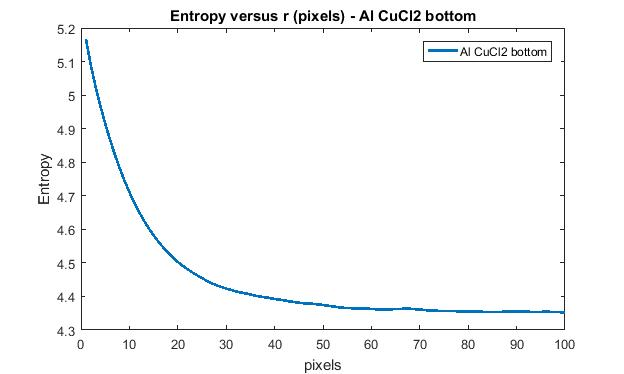 Entropy versus r (pixels) - Al CuCl2 bottom
5.2
5.1
5
4.9
4.8
4.7
4.6
4.5
4.4
4.3
Entropy
Al CuCl2 bottom
0 10 20 30 40 50 60 70 80 90 100
pixels